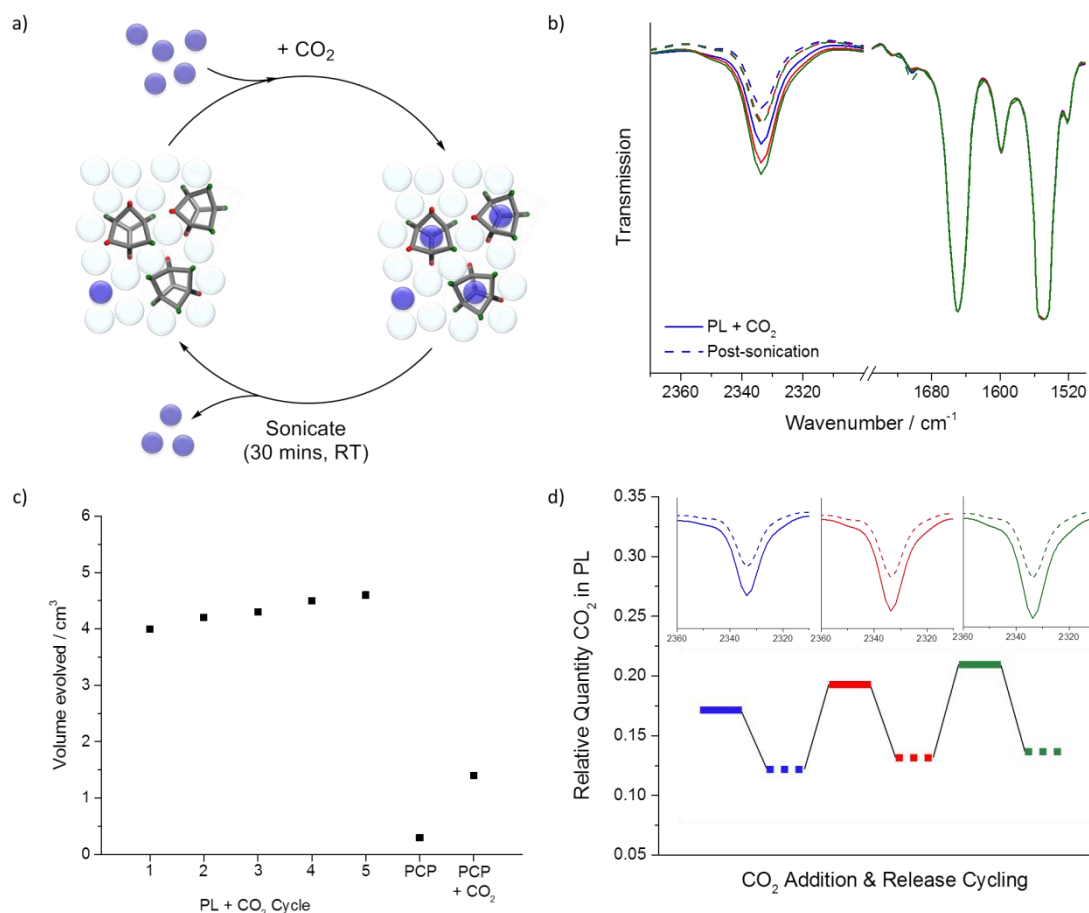 a)
+ CO2
Sonicate
(30 mins, RT)
b)
Transmission
PL + CO2
Post-sonication
2360 2340 2320 1680 1600 1520
Wavenumber / cm-1
c)
Volume evolved / cm3
6
5
4
3
2
1
0
1 2 3 4 5 PCP PCP
+ CO2
PL + CO2 Cycle
d)
Relative Quantity CO2 in PL
0.35
0.30
0.25
0.20
0.15
0.10
0.05
2360 2340 2320 2360 2340 2320 2360 2340 2320
CO2 Addition & Release Cycling